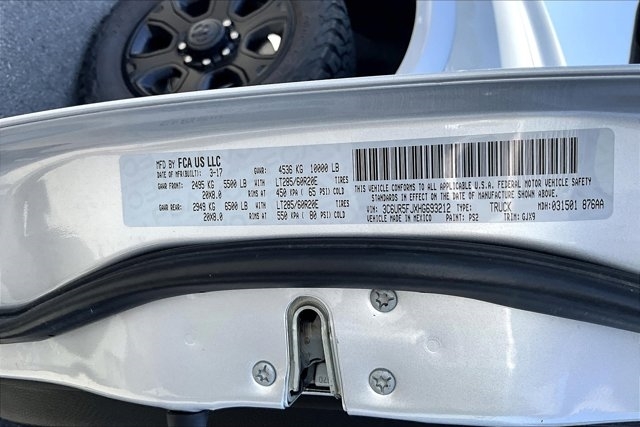 MFD BY FCA US LLC
DATE OF MFR(BUILT): 3-17 GVWR: 4536 KG 10000 LB
GAWR FRONT: 2495 KG 5500 LB WITH LT285/60R20E TIRES
20X8.0 RIMS AT 450 KPA ( 65 PSI) COLD
GAWR REAR: 2949 KG 6500 LB WITH LT285/60R20E TIRES
20X8.0 RIMS AT 550 KPA ( 80 PSI) COLD
THIS VEHICLE CONFORMS TO ALL APPLICABLE U.S.A. FEDERAL MOTOR VEHICLE SAFETY
STANDARDS IN EFFECT ON THE DATE OF MANUFACTURE SHOWN ABOVE.
VIN: 3C6UR5FJXHG693212 TYPE: TRUCK MDH: 031501 876AA
VEHICLE MADE IN MEXICO PAINT: PS2 TRIM: GJX9